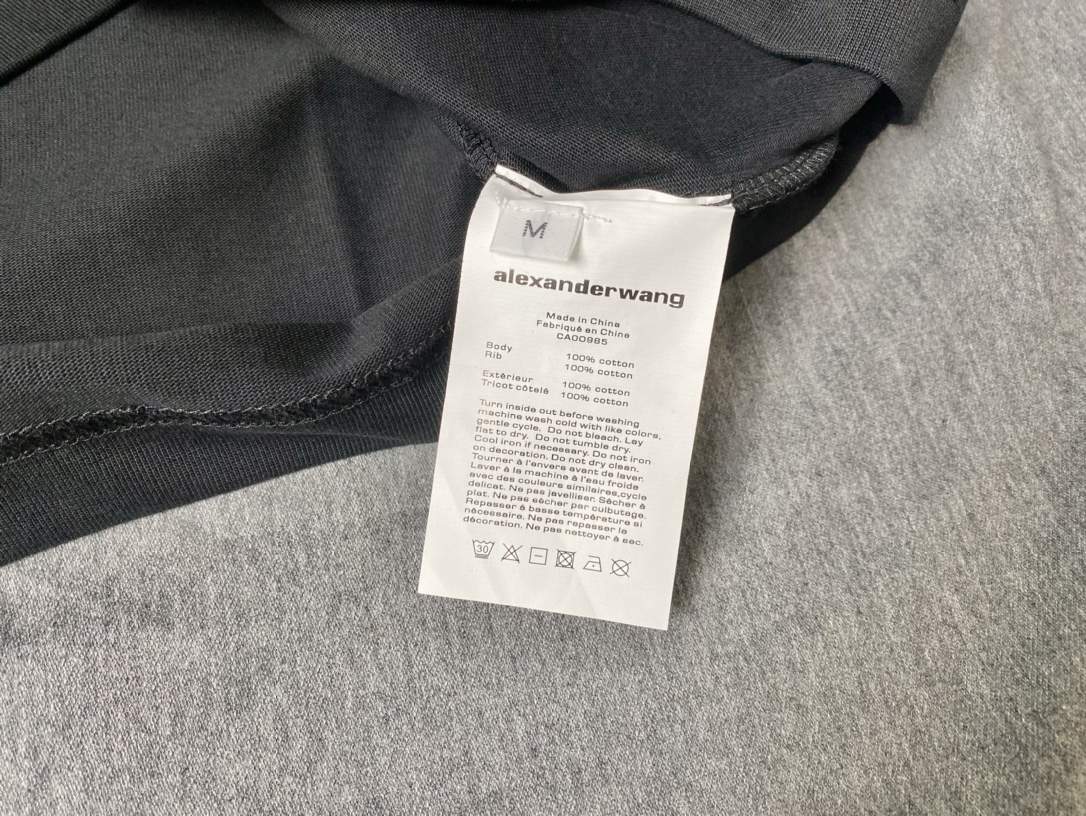 M
alexanderwang
Made in China
Fabriqué en Chine
CA00985
Body 100% cotton
Rib 100% cotton
Extérieur 100% cotton
Tricot côtelé 100% cotton
Turn inside out before washing
machine wash cold with like colors,
gentle cycle. Do not bleach. Lay
flat to dry. Do not tumble dry.
Cool iron if necessary. Do not iron
on decoration. Do not dry clean.
Tourner à l'envers avant de laver.
Laver à la machine à l'eau froide
avec des couleurs similaires,cycle
délicat. Ne pas javelliser. Sécher à
plat. Ne pas sécher par culbutage.
Repasser à basse température si
nécessaire. Ne pas repasser le
décoration. Ne pas nettoyer à sec.
30